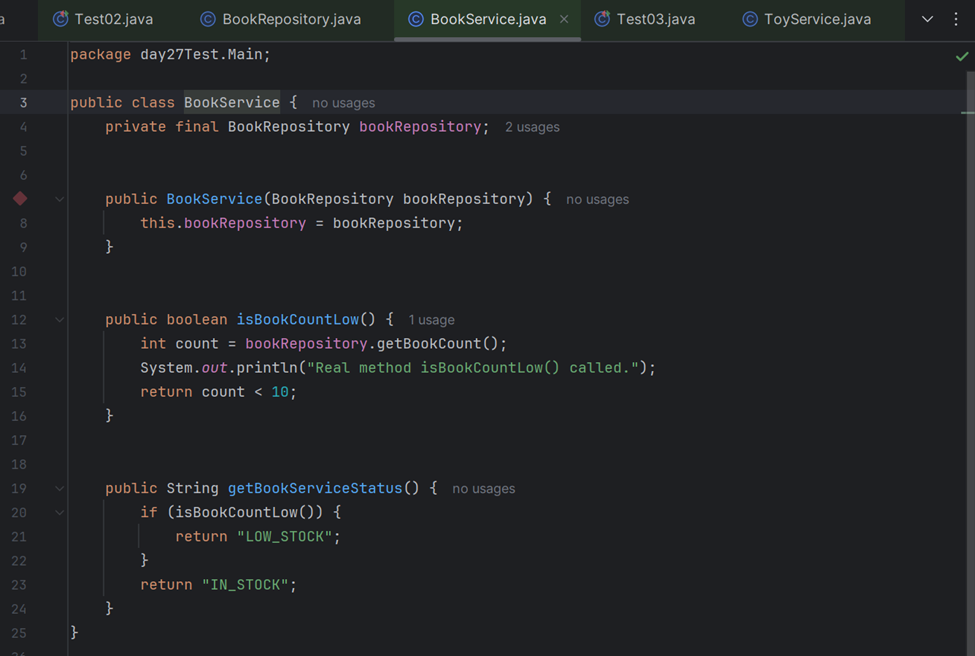 a Test02.java BookRepository.java BookService.java × Test03.java ToyService.java
1 package day27Test.Main;
2
3 public class BookService { no usages
4 private final BookRepository bookRepository; 2 usages
5
6
public BookService(BookRepository bookRepository) { no usages
8 this.bookRepository = bookRepository;
9 }
10
11
12 public boolean isBookCountLow() { 1 usage
13 int count = bookRepository.getBookCount();
14 System.out.println("Real method isBookCountLow() called.");
15 return count < 10;
16 }
17
18
19 public String getBookServiceStatus() { no usages
20 if (isBookCountLow()) {
21 return "LOW_STOCK";
22 }
23 return "IN_STOCK";
24 }
25 }
26